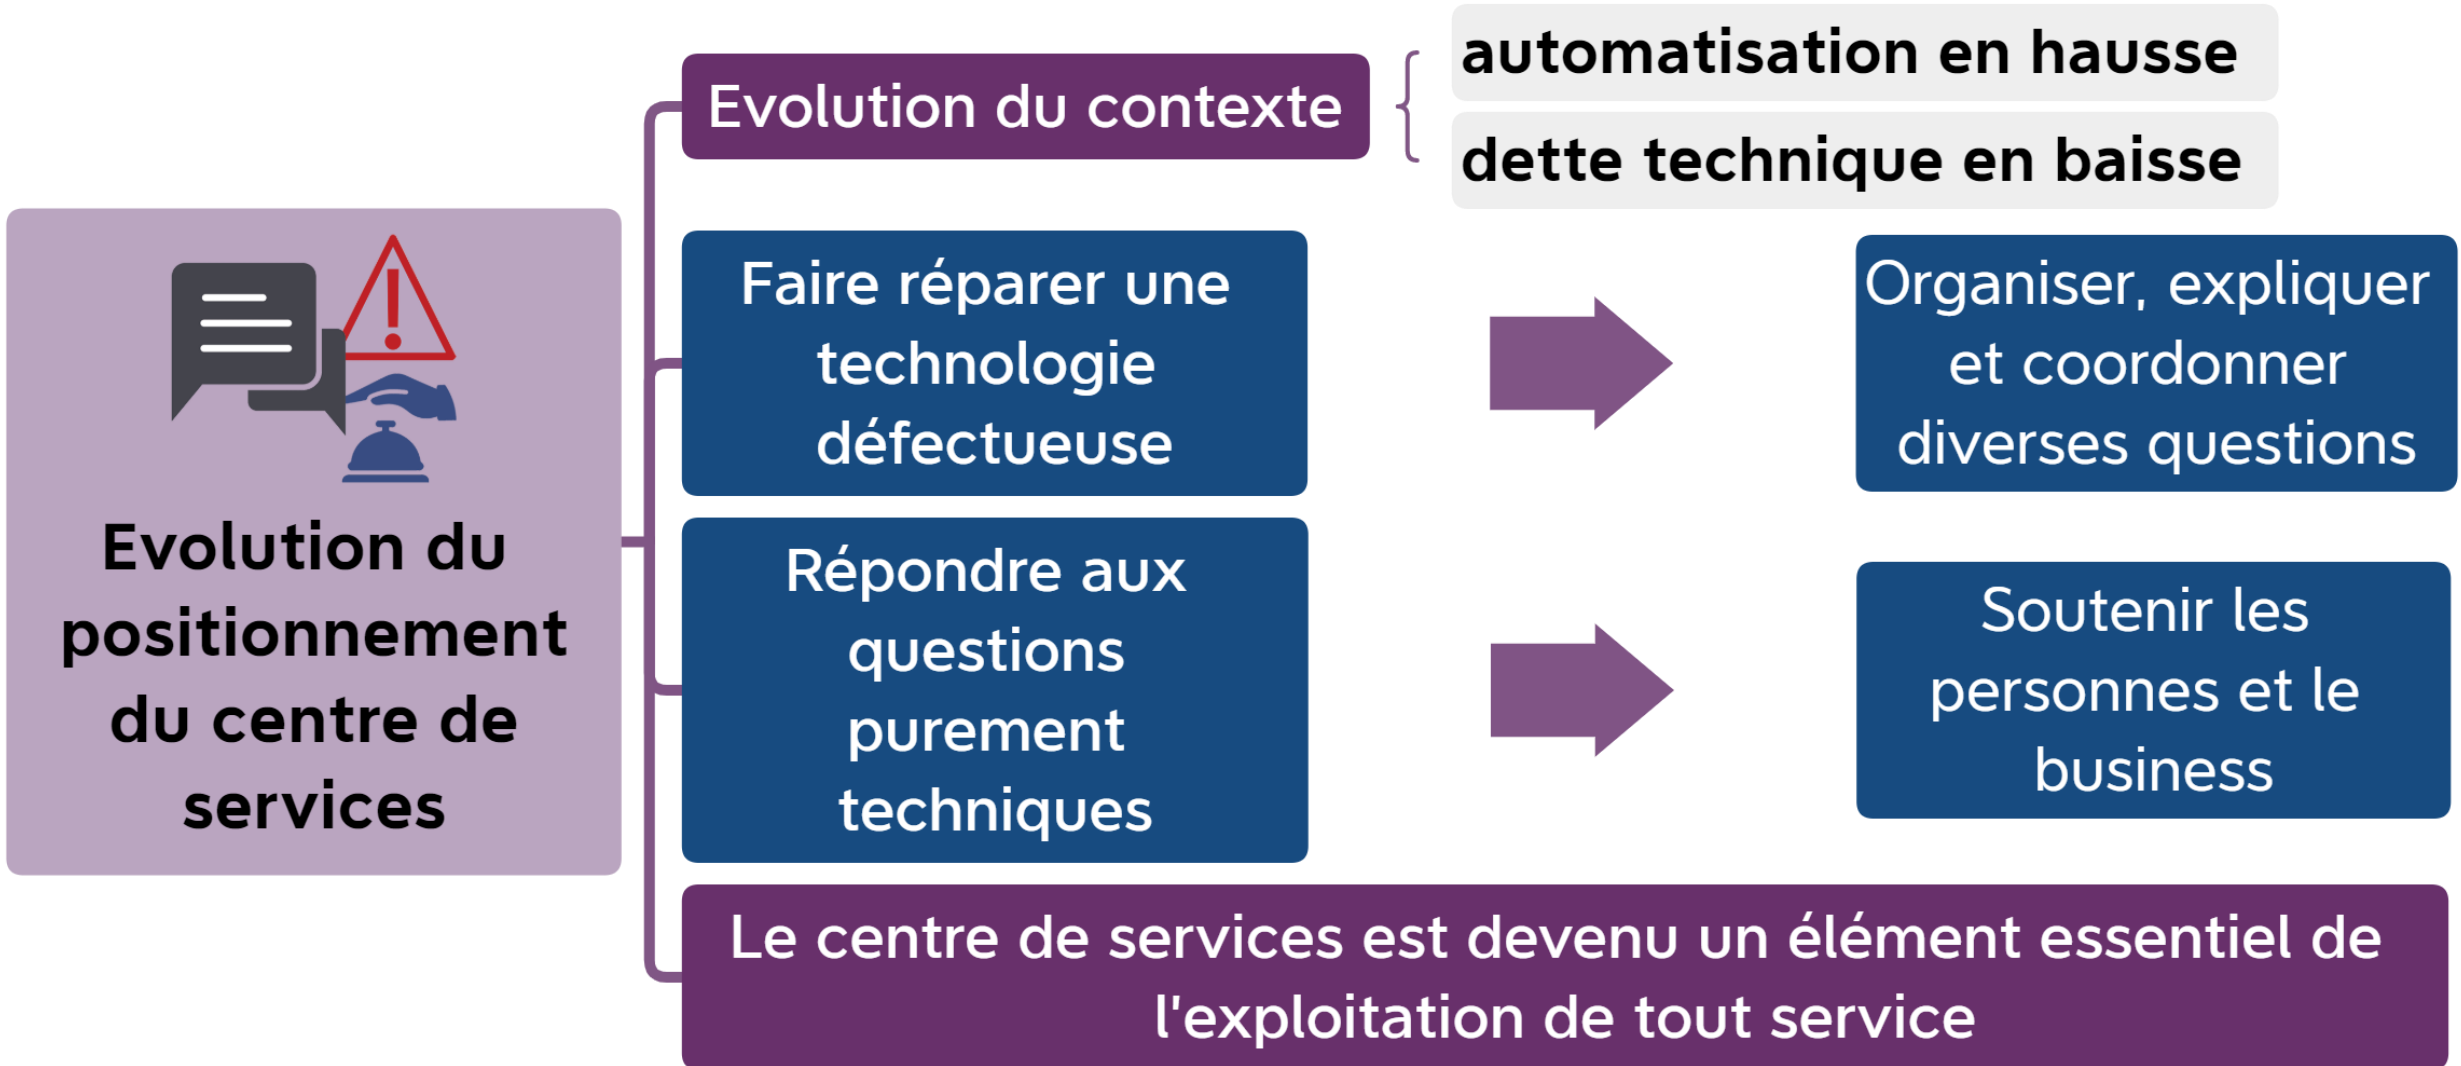 Evolution du contexte
automatisation en hausse
dette technique en baisse
Evolution du
positionnement
du centre de
services
Faire réparer une
technologie
défectueuse
Organiser, expliquer
et coordonner
diverses questions
Répondre aux
questions
purement
techniques
Soutenir les
personnes et le
business
Le centre de services est devenu un élément essentiel de
l'exploitation de tout service